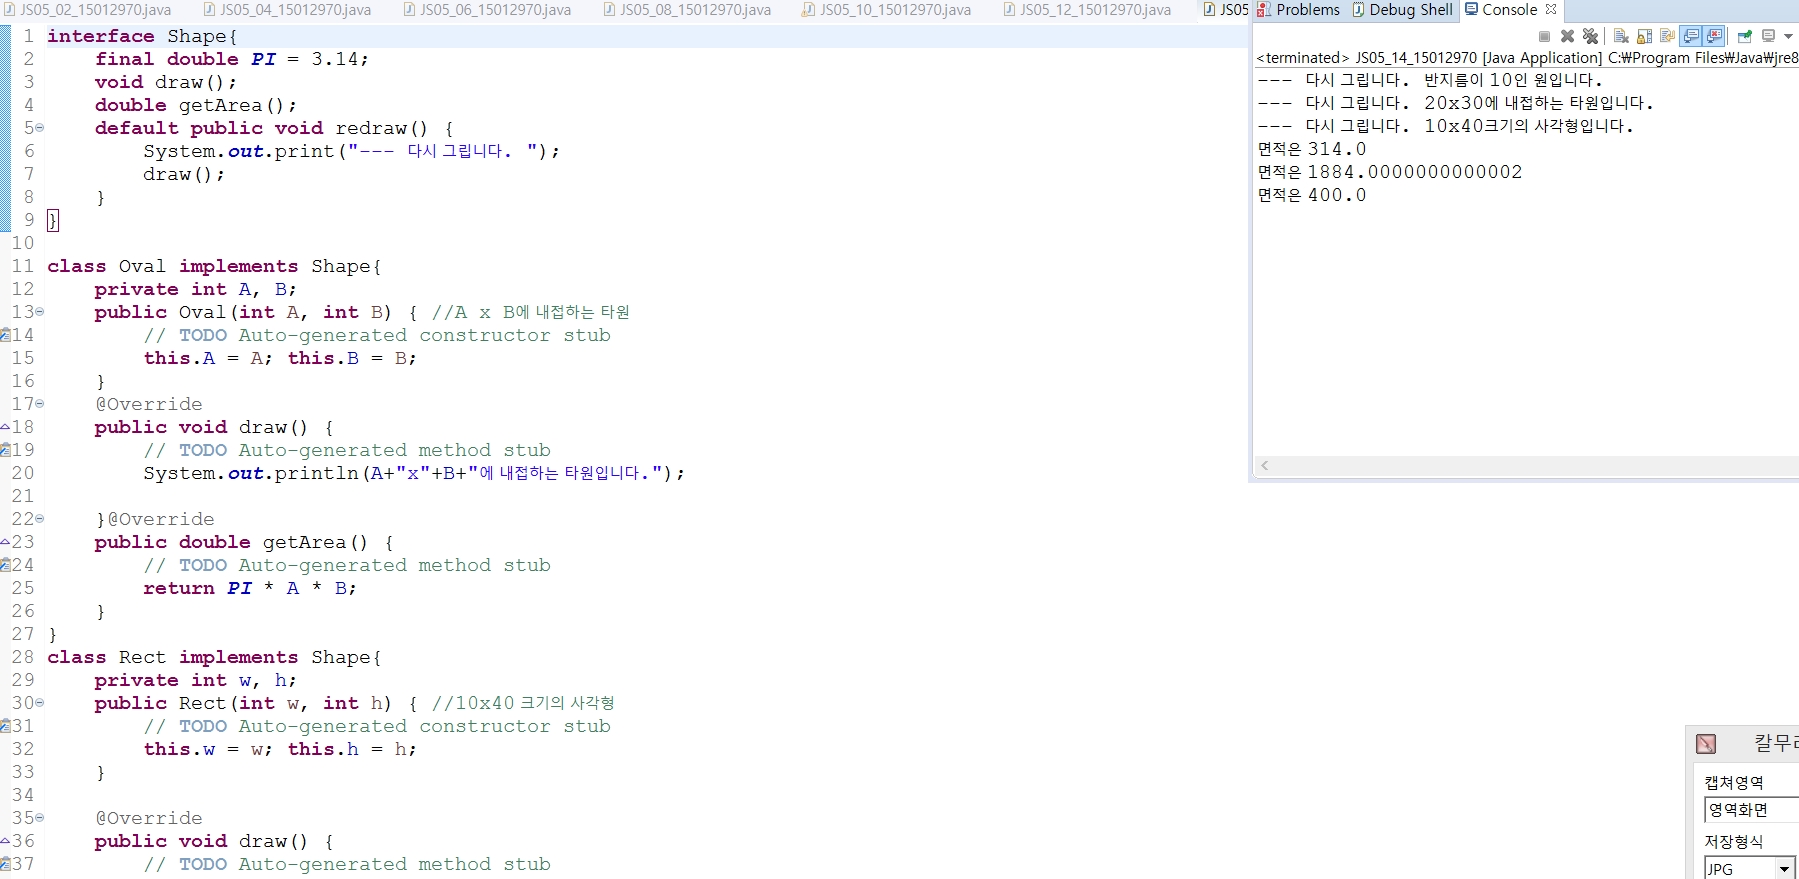 JS05_02_15012970.java JS05_04_15012970.java JS05_06_15012970.java JS05_08_15012970.java JS05_10_15012970.java JS05_12_15012970.java JS05
1 interface Shape{
2 final double PI = 3.14;
3 void draw();
4 double getArea();
5 default public void redraw() {
6 System.out.print("--- 다시 그립니다. ");
7 draw();
8 }
9 }
10
11 class Oval implements Shape{
12 private int A, B;
13 public Oval(int A, int B) { //A x B에 내접하는 타원
14 // TODO Auto-generated constructor stub
15 this.A = A; this.B = B;
16 }
17 @Override
18 public void draw() {
19 // TODO Auto-generated method stub
20 System.out.println(A+"x"+B+"에 내접하는 타원입니다.");
21
22 }@Override
23 public double getArea() {
24 // TODO Auto-generated method stub
25 return PI * A * B;
26 }
27 }
28 class Rect implements Shape{
29 private int w, h;
30 public Rect(int w, int h) { //10x40 크기의 사각형
31 // TODO Auto-generated constructor stub
32 this.w = w; this.h = h;
33 }
34
35 @Override
36 public void draw() {
37 // TODO Auto-generated method stub
Problems Debug Shell Console
<terminated> JS05_14_15012970 [Java Application] C:₩Program Files₩Java₩jre8
--- 다시 그립니다. 반지름이 10인 원입니다.
--- 다시 그립니다. 20x30에 내접하는 타원입니다.
--- 다시 그립니다. 10x40크기의 사각형입니다.
면적은 314.0
면적은 1884.0000000000002
면적은 400.0
칼무리
캡쳐영역
영역화면
저장형식
JPG